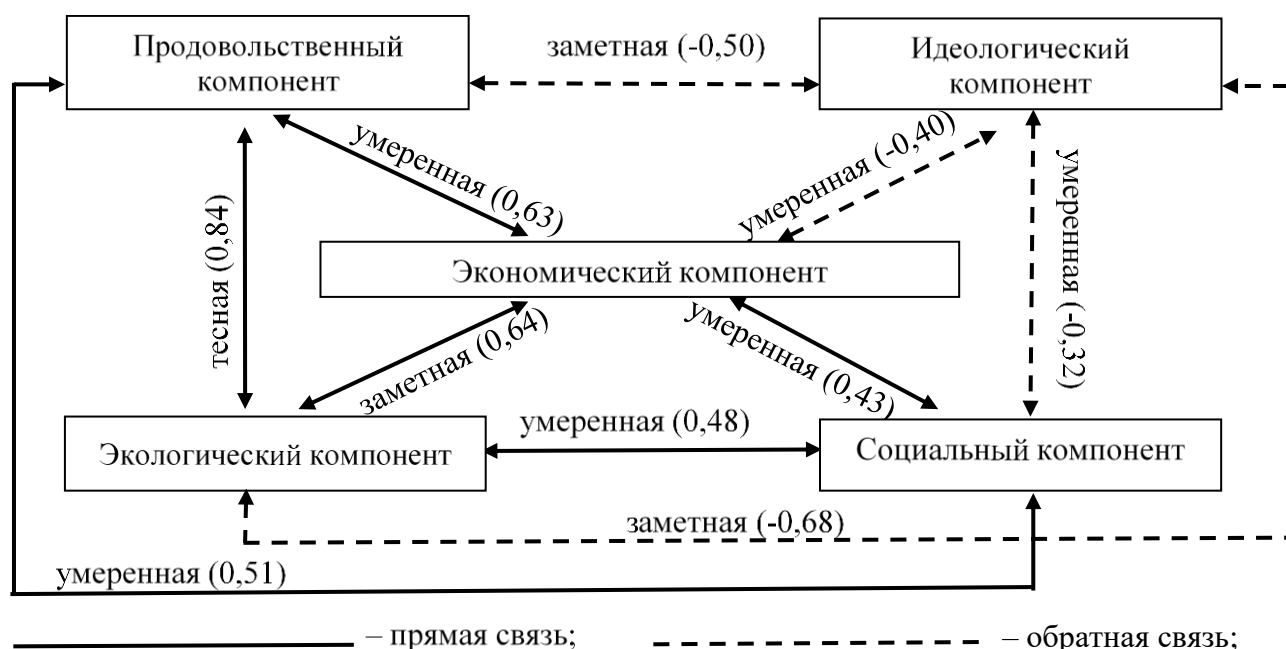 Продовольственный
компонент
заметная (-0,50)
Идеологический
компонент
умеренная (0,63)
умеренная (-0,40)
умеренная (-0,32)
тесная (0,84)
Экономический компонент
заметная (0,64)
умеренная (0,43)
Экологический компонент
умеренная (0,48)
Социальный компонент
заметная (-0,68)
умеренная (0,51)
– прямая связь;
– обратная связь;